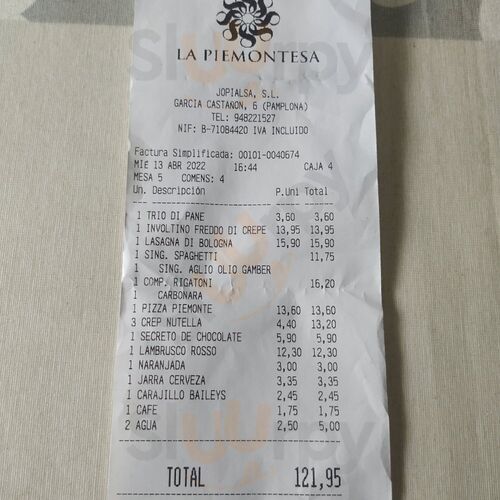 LA PIEMONTESA
JOPIALSA, S.L.
GARCIA CASTAÑON, 6 (PAMPLONA)
TEL: 948221527
NIF: B-71084420 IVA INCLUIDO
Factura Simplificada: 00101-0040674
MIE 13 ABR 2022 16:44 CAJA 4
MESA 5 COMENS: 4
Un. Descripción P.Uni Total
1 TRIO DI PANE 3,60 3,60
1 INVOLTINO FREDDO DI CREPE 13,95 13,95
1 LASAGNA DI BOLOGNA 15,90 15,90
1 SING. SPAGHETTI 11,75
1 SING. AGLIO OLIO GAMBER
1 COMP. RIGATONI 16,20
1 CARBONARA
1 PIZZA PIEMONTE 13,60 13,60
3 CREP NUTELLA 4,40 13,20
1 SECRETO DE CHOCOLATE 5,90 5,90
1 LAMBRUSCO ROSSO 12,30 12,30
1 NARANJADA 3,00 3,00
1 JARRA CERVEZA 3,35 3,35
1 CARAJILLO BAILEYS 2,45 2,45
1 CAFE 1,75 1,75
2 AGUA 2,50 5,00
TOTAL 121,95
Slurpy
Slurpy